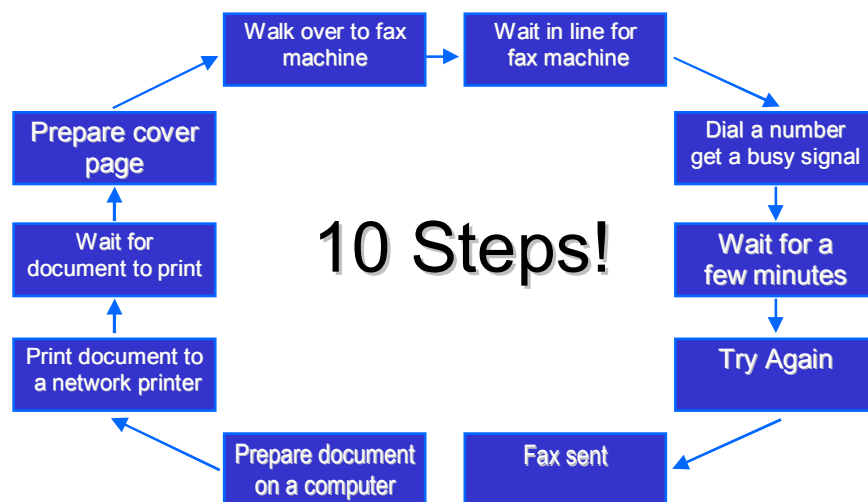 Walk over to fax
machine
Wait in line for
fax machine
Prepare cover
page
Dial a number
get a busy signal
10 Steps!
Wait for
document to print
Wait for a
few minutes
Print document to
a network printer
Try Again
Prepare document
on a computer
Fax sent